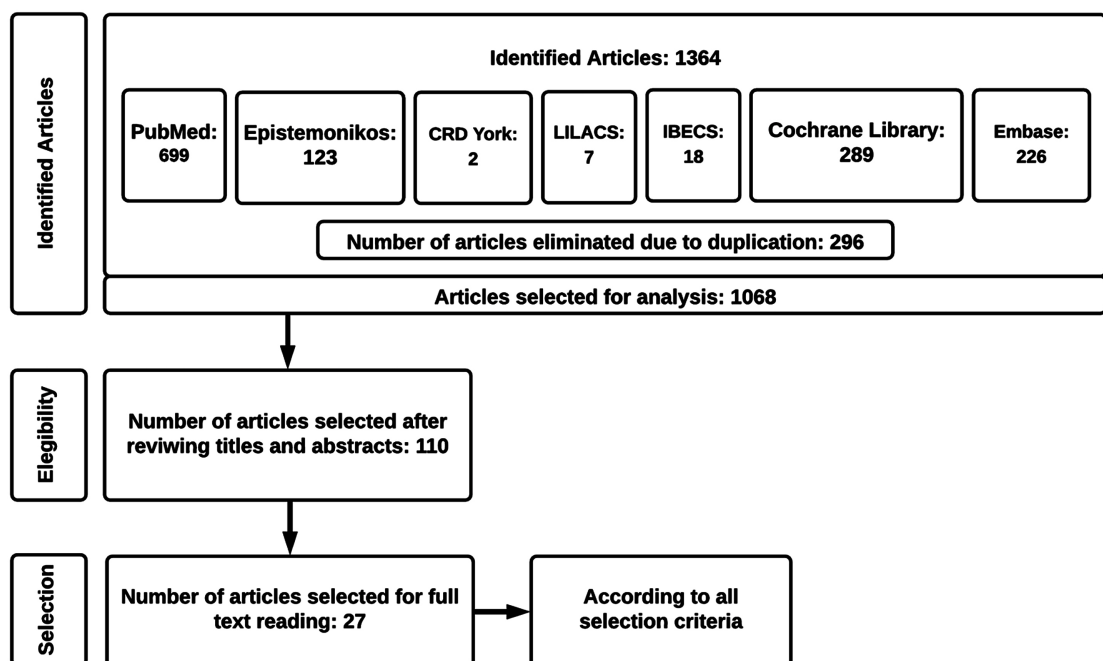 Identified Articles
Identified Articles: 1364
PubMed:
699
Epistemonikos:
123
CRD York:
2
LILACS:
7
IBECS:
18
Cochrane Library:
289
Embase:
226
Number of articles eliminated due to duplication: 296
Articles selected for analysis: 1068
Elegibility
Number of articles selected after
reviwing titles and abstracts: 110
Selection
Number of articles selected for full
text reading: 27
According to all
selection criteria